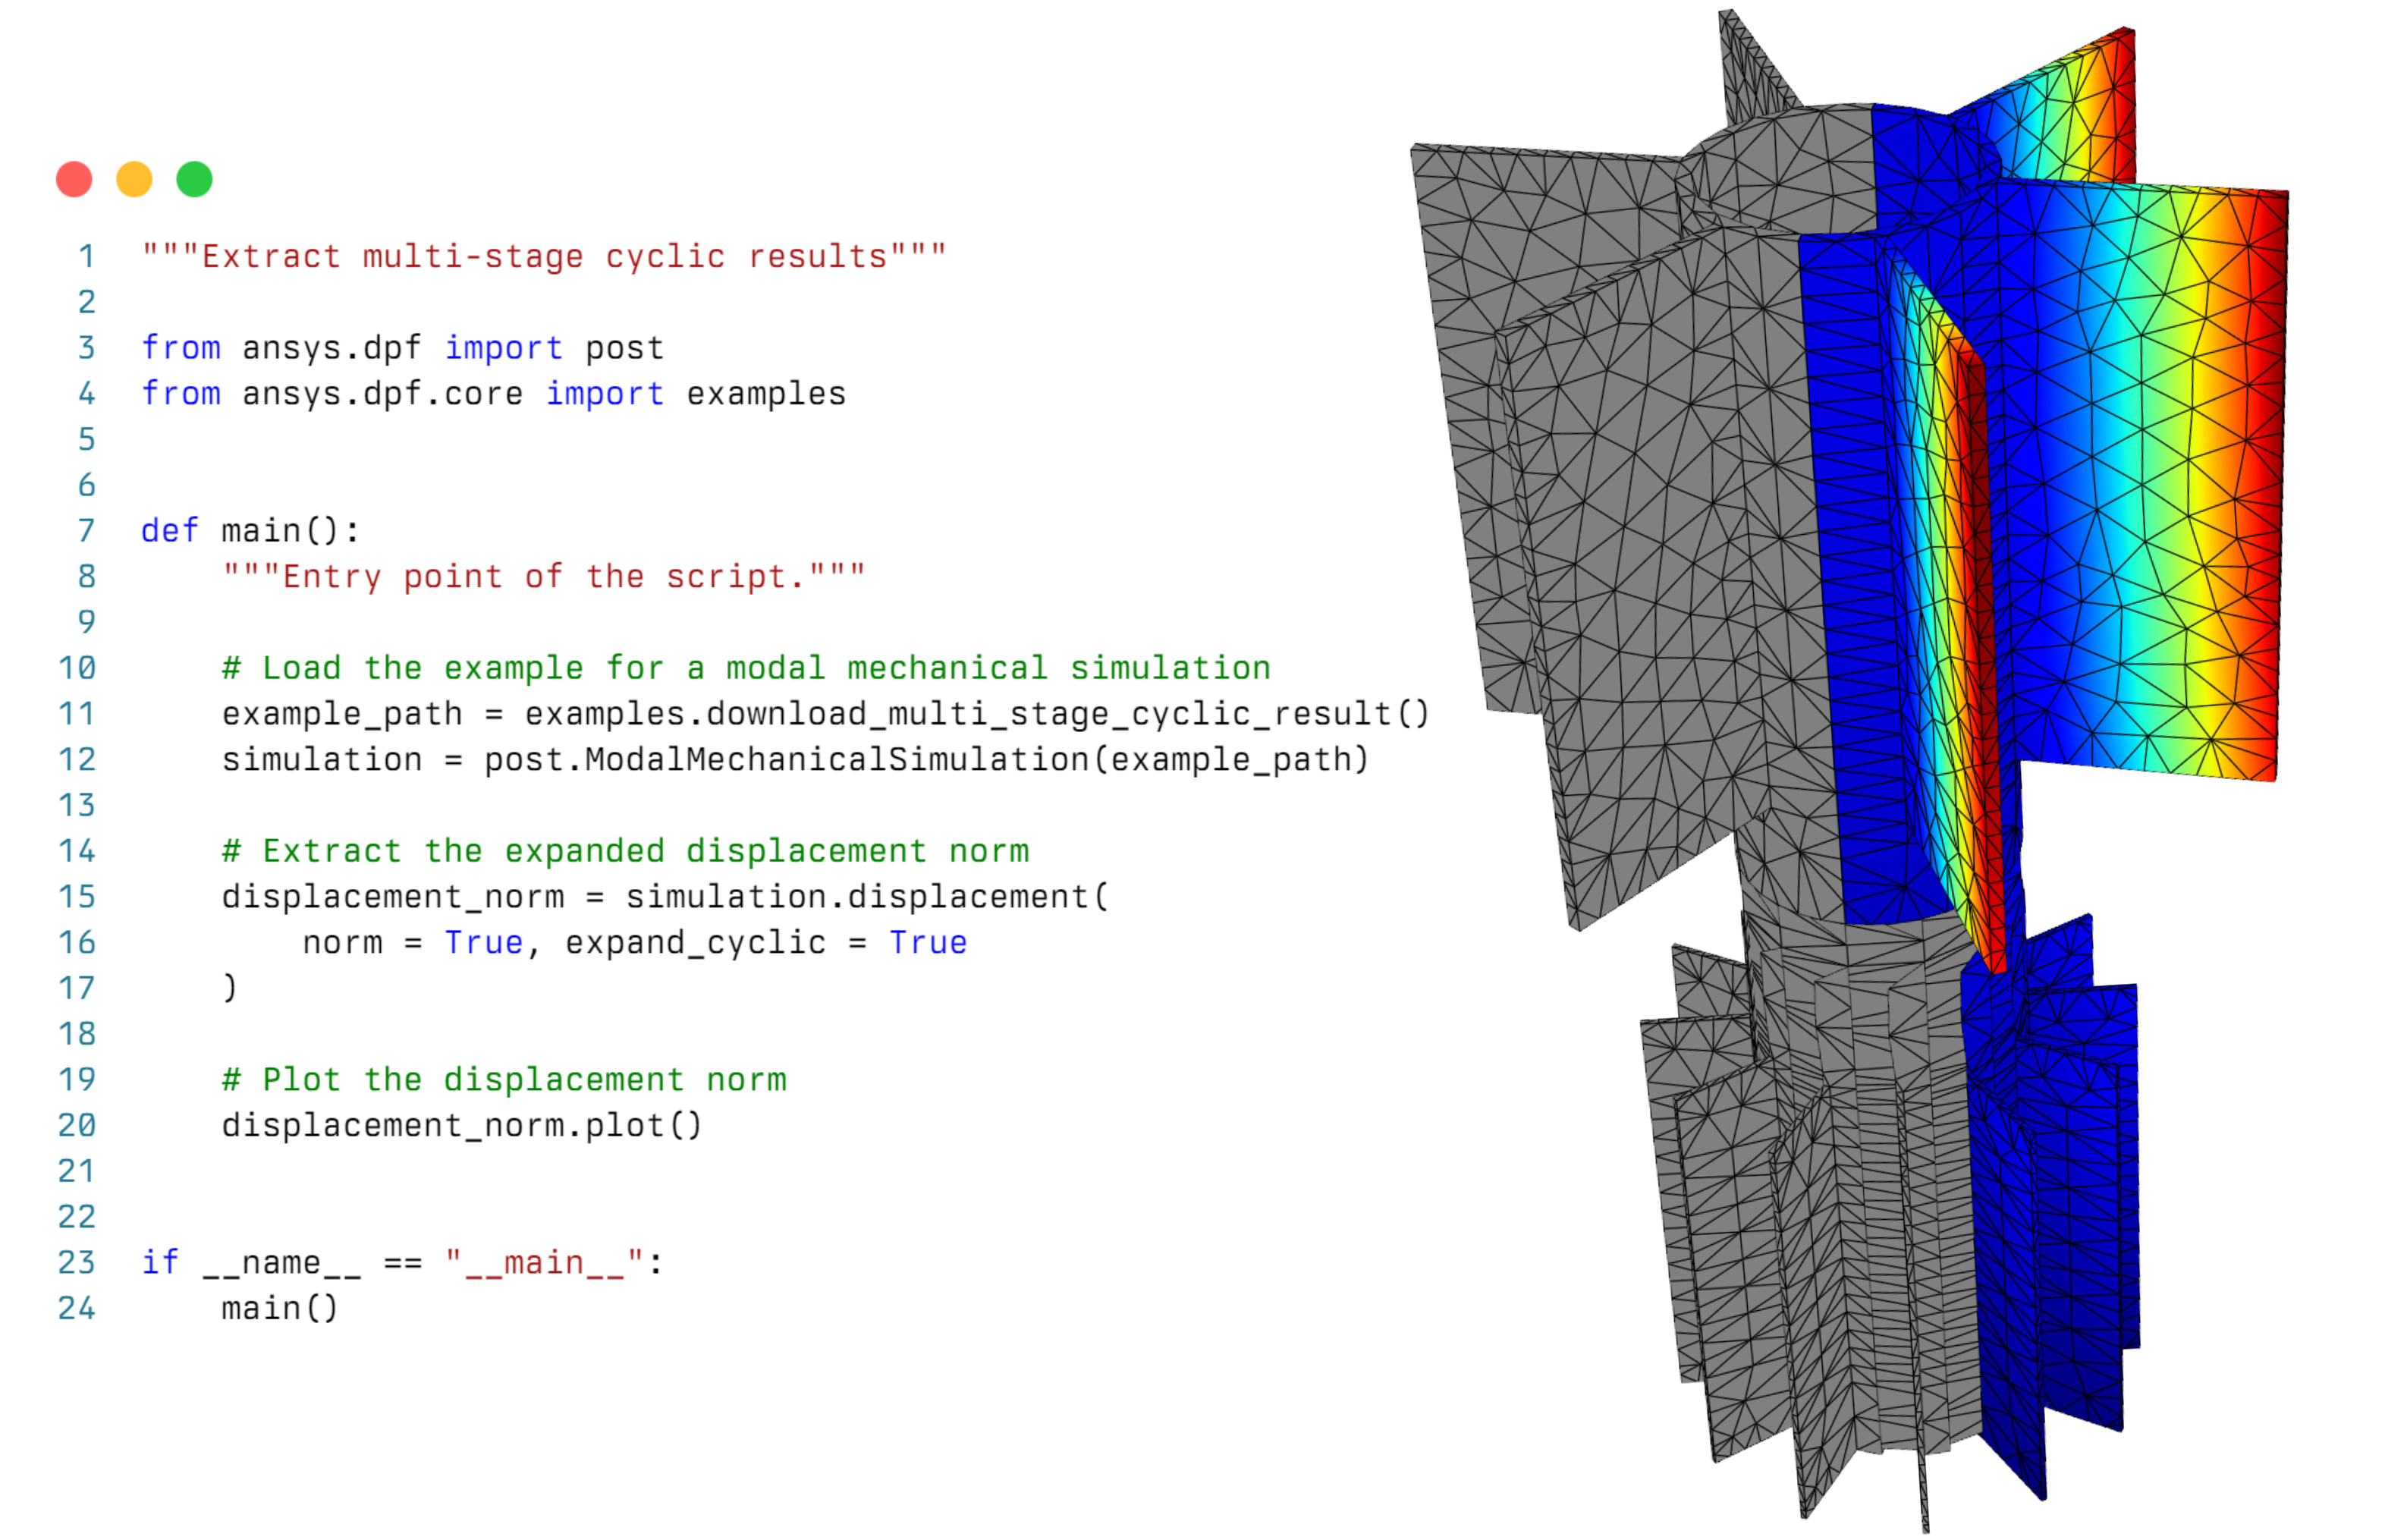 1 """Extract multi-stage cyclic results"""
2
3 from ansys.dpf import post
4 from ansys.dpf.core import examples
5
6
7 def main():
8     """Entry point of the script."""
9
10     # Load the example for a modal mechanical simulation
11     example_path = examples.download_multi_stage_cyclic_result()
12     simulation = post.ModalMechanicalSimulation(example_path)
13
14     # Extract the expanded displacement norm
15     displacement_norm = simulation.displacement(
16         norm = True, expand_cyclic = True
17     )
18
19     # Plot the displacement norm
20     displacement_norm.plot()
21
22
23 if __name__ == "__main__":
24     main()